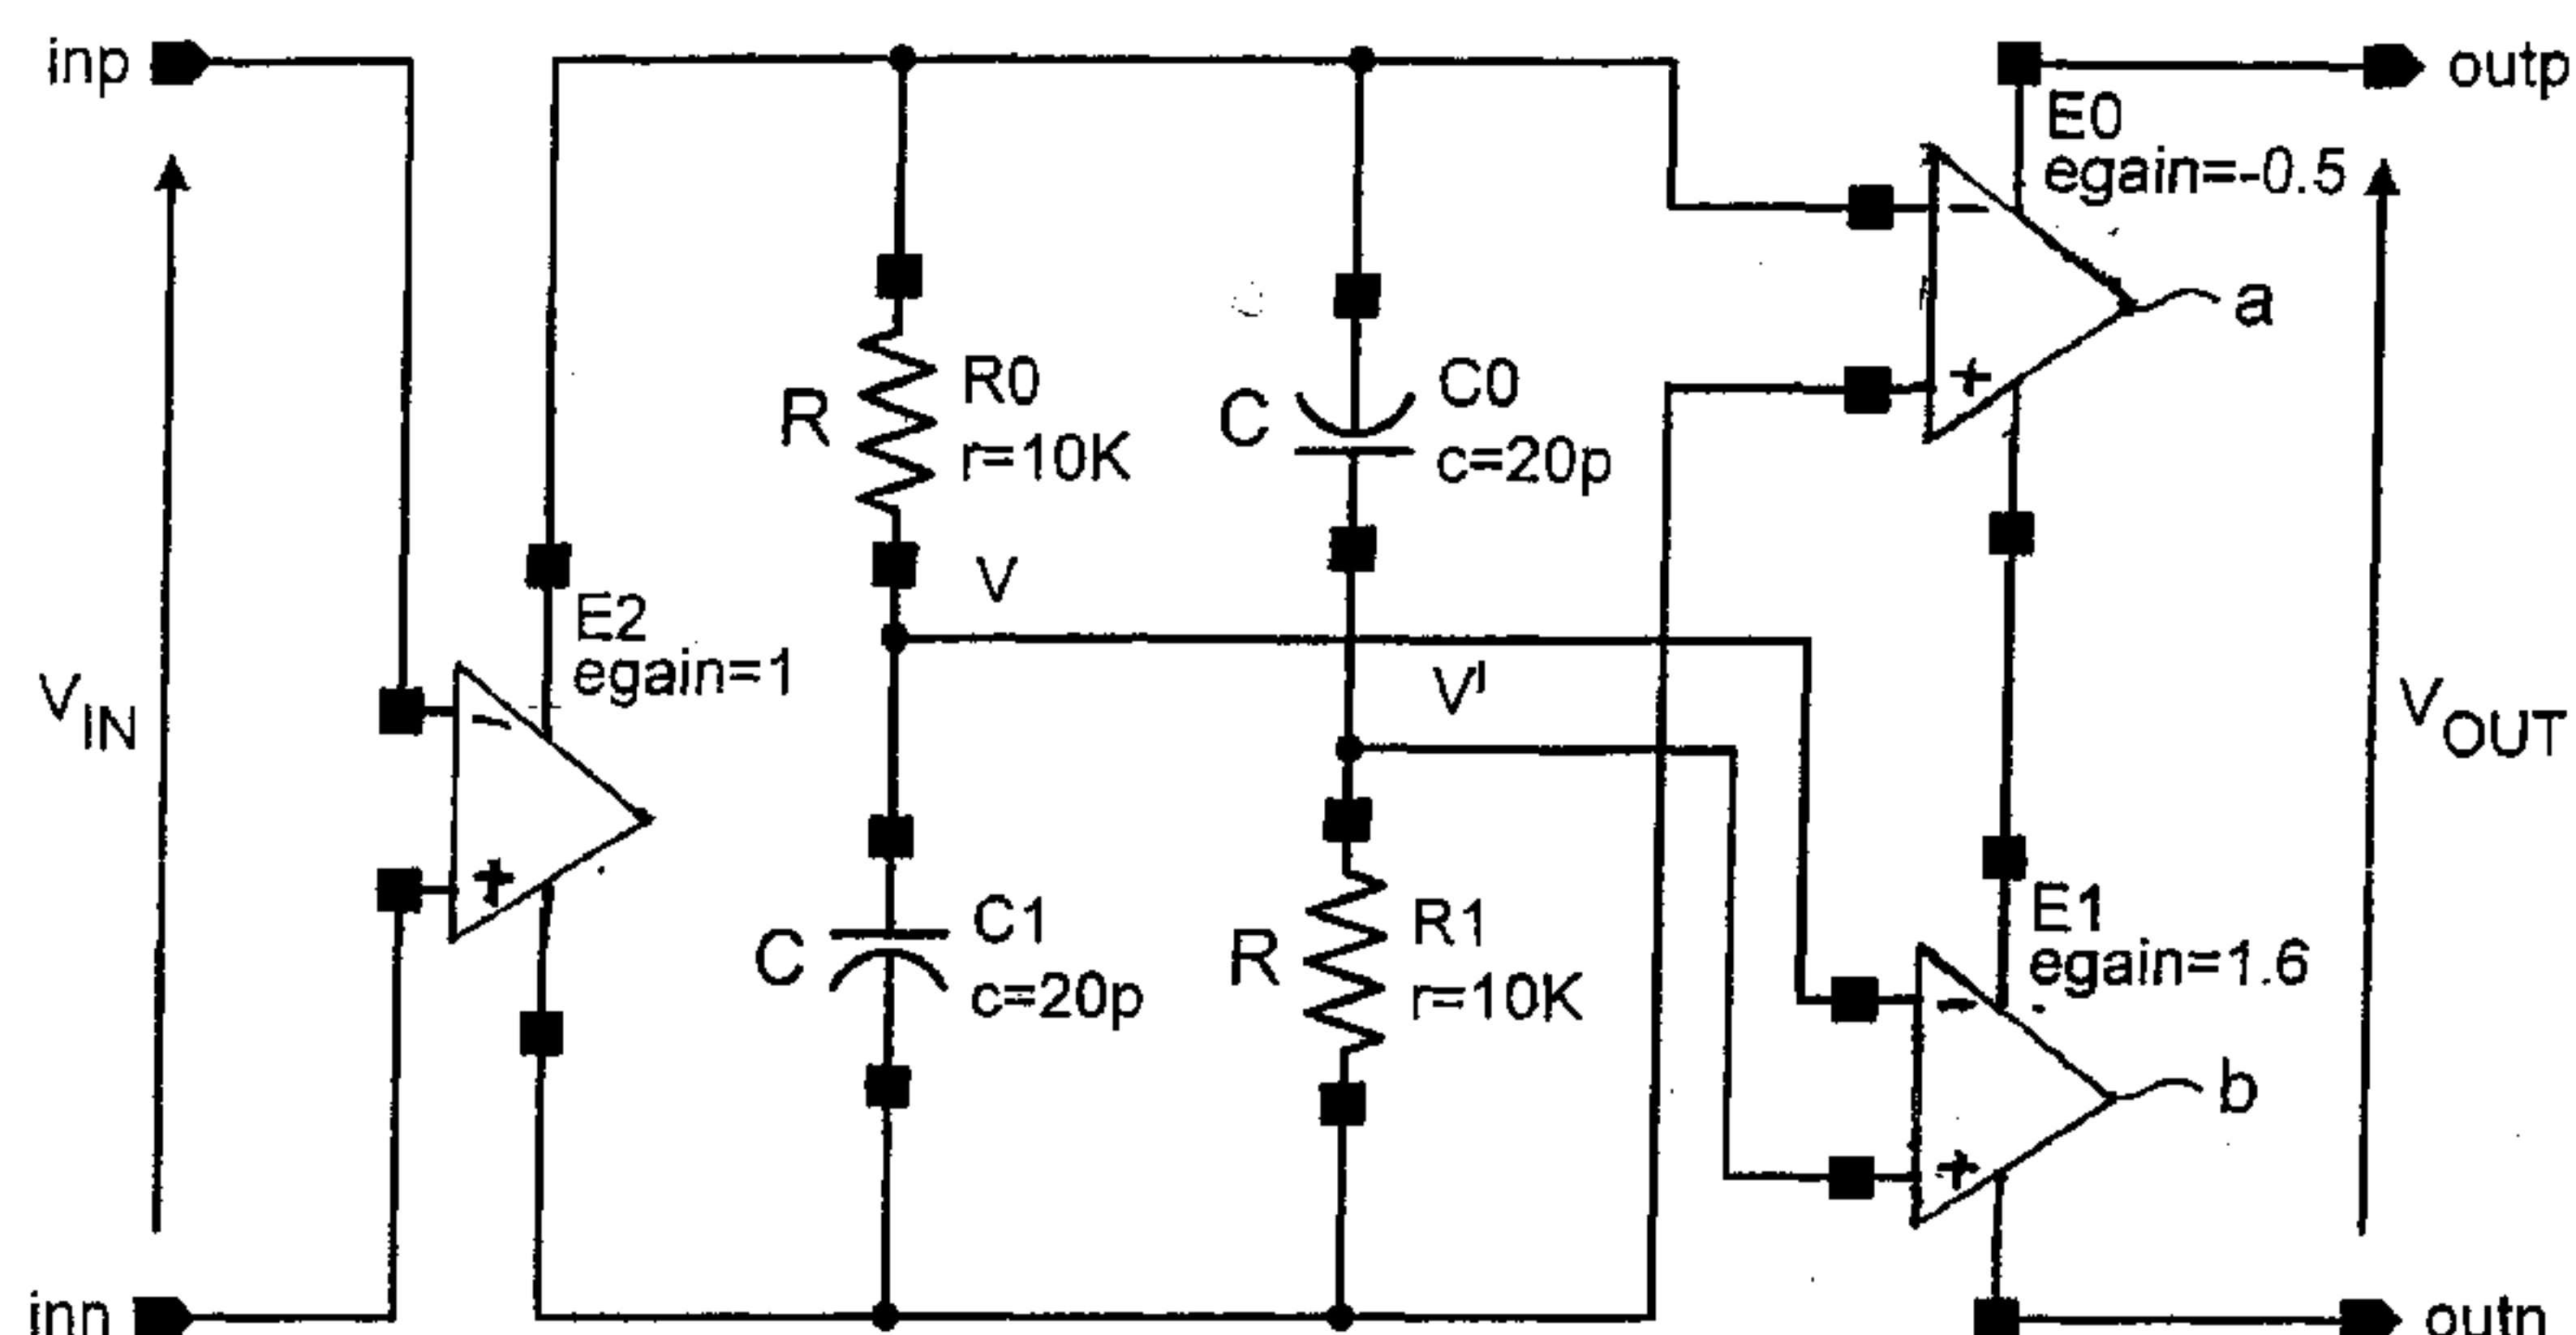 inp
outp
E0
egain=-0.5
-
a
R
R0
r=10K
C
C0
c=20p
+
V
E2
egain=1
V'
VIN
VOUT
-
+
C
C1
c=20p
R
R1
r=10K
E1
egain=1.6
-
b
+
inn
outn